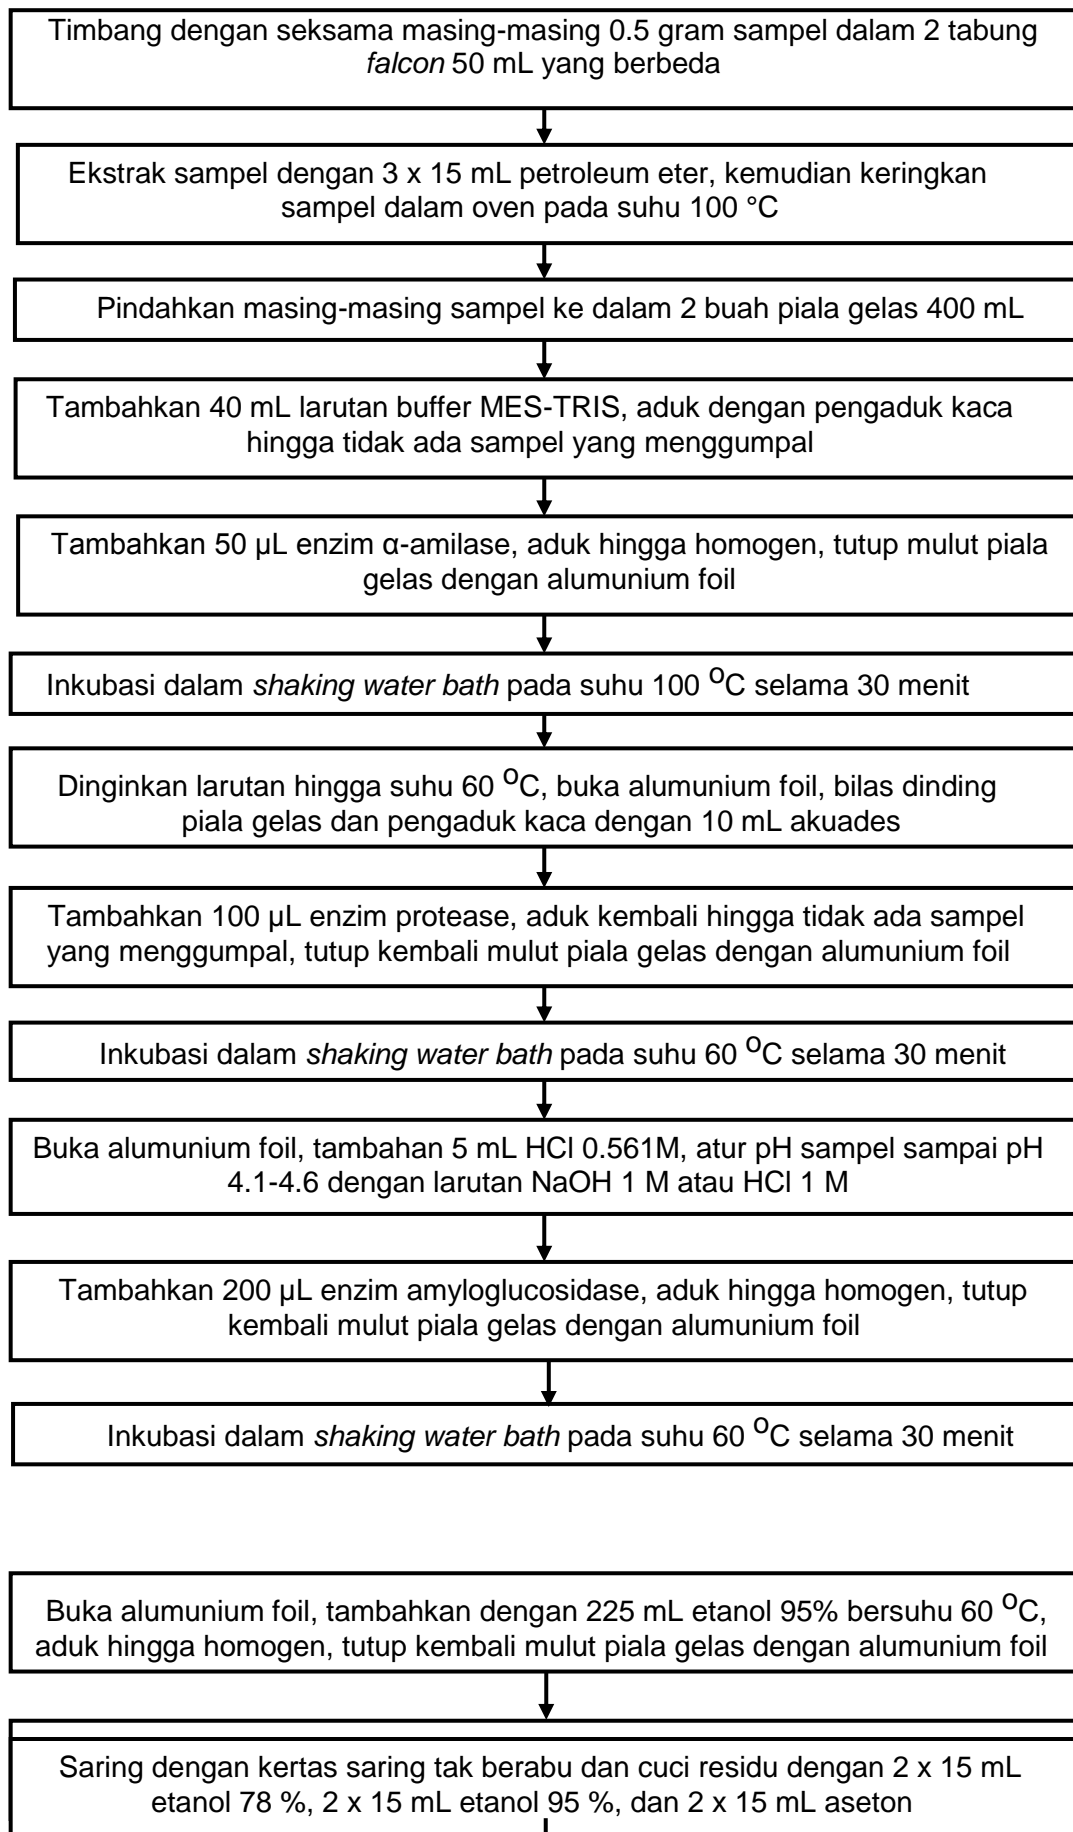 Timbang dengan seksama masing-masing 0.5 gram sampel dalam 2 tabung
falcon 50 mL yang berbeda
Ekstrak sampel dengan 3 x 15 mL petroleum eter, kemudian keringkan
sampel dalam oven pada suhu 100 °C
Pindahkan masing-masing sampel ke dalam 2 buah piala gelas 400 mL
Tambahkan 40 mL larutan buffer MES-TRIS, aduk dengan pengaduk kaca
hingga tidak ada sampel yang menggumpal
Tambahkan 50 µL enzim α-amilase, aduk hingga homogen, tutup mulut piala
gelas dengan alumunium foil
Inkubasi dalam shaking water bath pada suhu 100 °C selama 30 menit
Dinginkan larutan hingga suhu 60 °C, buka alumunium foil, bilas dinding
piala gelas dan pengaduk kaca dengan 10 mL akuades
Tambahkan 100 µL enzim protease, aduk kembali hingga tidak ada sampel
yang menggumpal, tutup kembali mulut piala gelas dengan alumunium foil
Inkubasi dalam shaking water bath pada suhu 60 °C selama 30 menit
Buka alumunium foil, tambahan 5 mL HCl 0.561M, atur pH sampel sampai pH
4.1-4.6 dengan larutan NaOH 1 M atau HCl 1 M
Tambahkan 200 µL enzim amyloglucosidase, aduk hingga homogen, tutup
kembali mulut piala gelas dengan alumunium foil
Inkubasi dalam shaking water bath pada suhu 60 °C selama 30 menit
Buka alumunium foil, tambahkan dengan 225 mL etanol 95% bersuhu 60 °C,
aduk hingga homogen, tutup kembali mulut piala gelas dengan alumunium foil
Saring dengan kertas saring tak berabu dan cuci residu dengan 2 x 15 mL
etanol 78 %, 2 x 15 mL etanol 95 %, dan 2 x 15 mL aseton